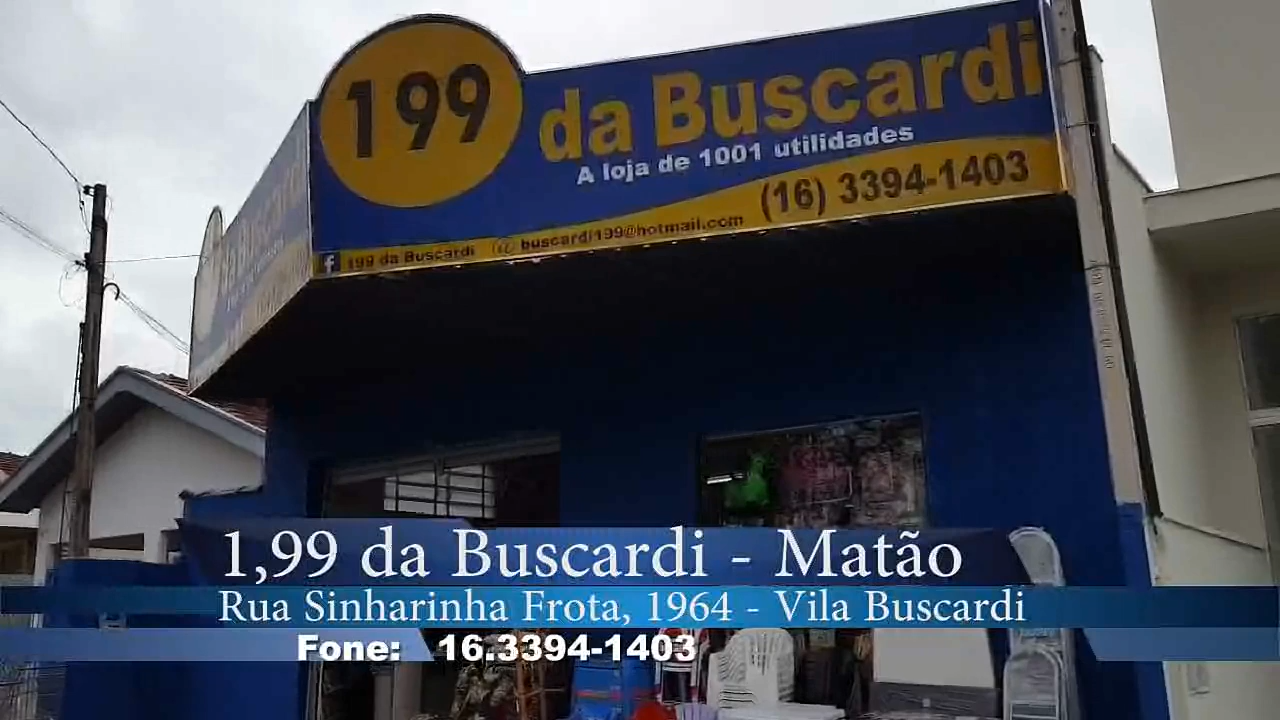 199
da Buscardi
A loja de 1001 utilidades
(16) 3394-1403
f 199 da Buscardi @ buscardi199@hotmail.com
1,99 da Buscardi - Matão
Rua Sinharinha Frota, 1964 - Vila Buscardi
Fone: 16.3394-1403